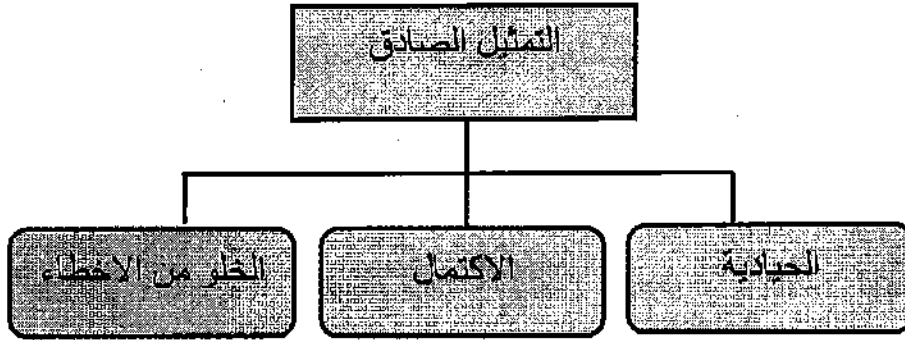 التمثيل الصادق
الحيادية
الاكتمال
الخلو من الاخطاء